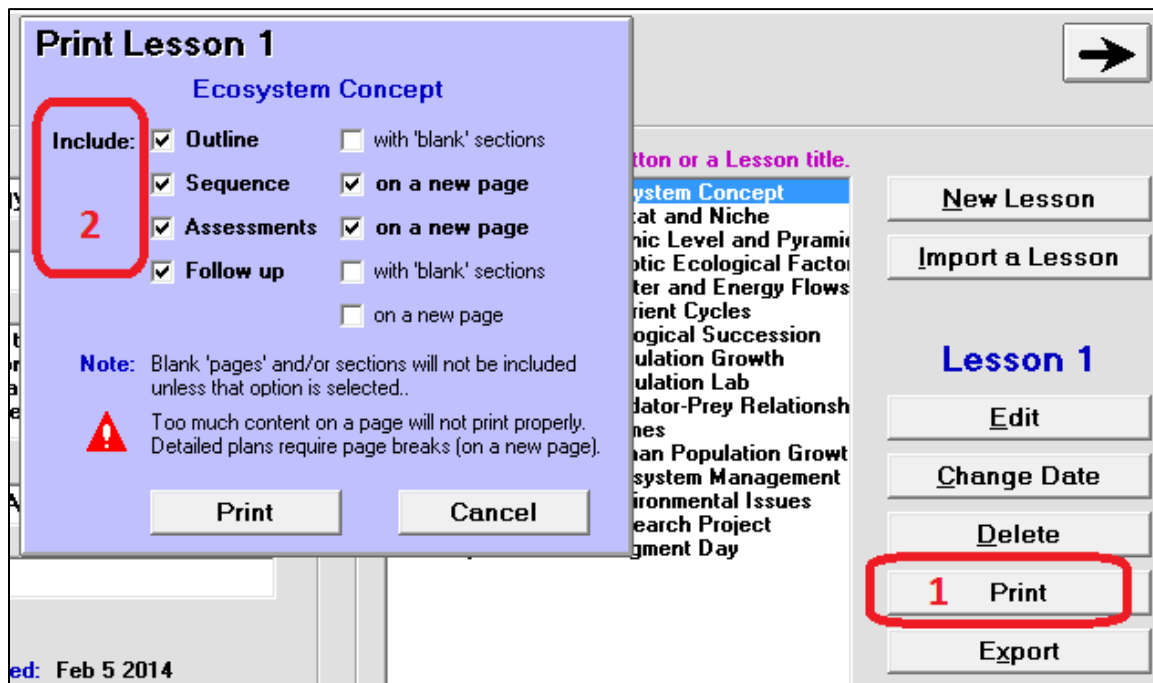 Print Lesson 1
Ecosystem Concept
Include:
2
Outline
with 'blank' sections
Sequence
on a new page
Assessments
on a new page
Follow up
with 'blank' sections
on a new page
Note: Blank 'pages' and/or sections will not be included
unless that option is selected..
Too much content on a page will not print properly.
Detailed plans require page breaks (on a new page).
Print
Cancel
tton or a Lesson title.
ystem Concept
tat and Niche
hic Level and Pyrami
otic Ecological Factor
ter and Energy Flows
rient Cycles
ogical Succession
ulation Growth
ulation Lab
dator-Prey Relationsh
mes
an Population Growt
system Management
ironmental Issues
earch Project
gment Day
New Lesson
Import a Lesson
Lesson 1
Edit
Change Date
Delete
1 Print
Export
ed: Feb 5 2014